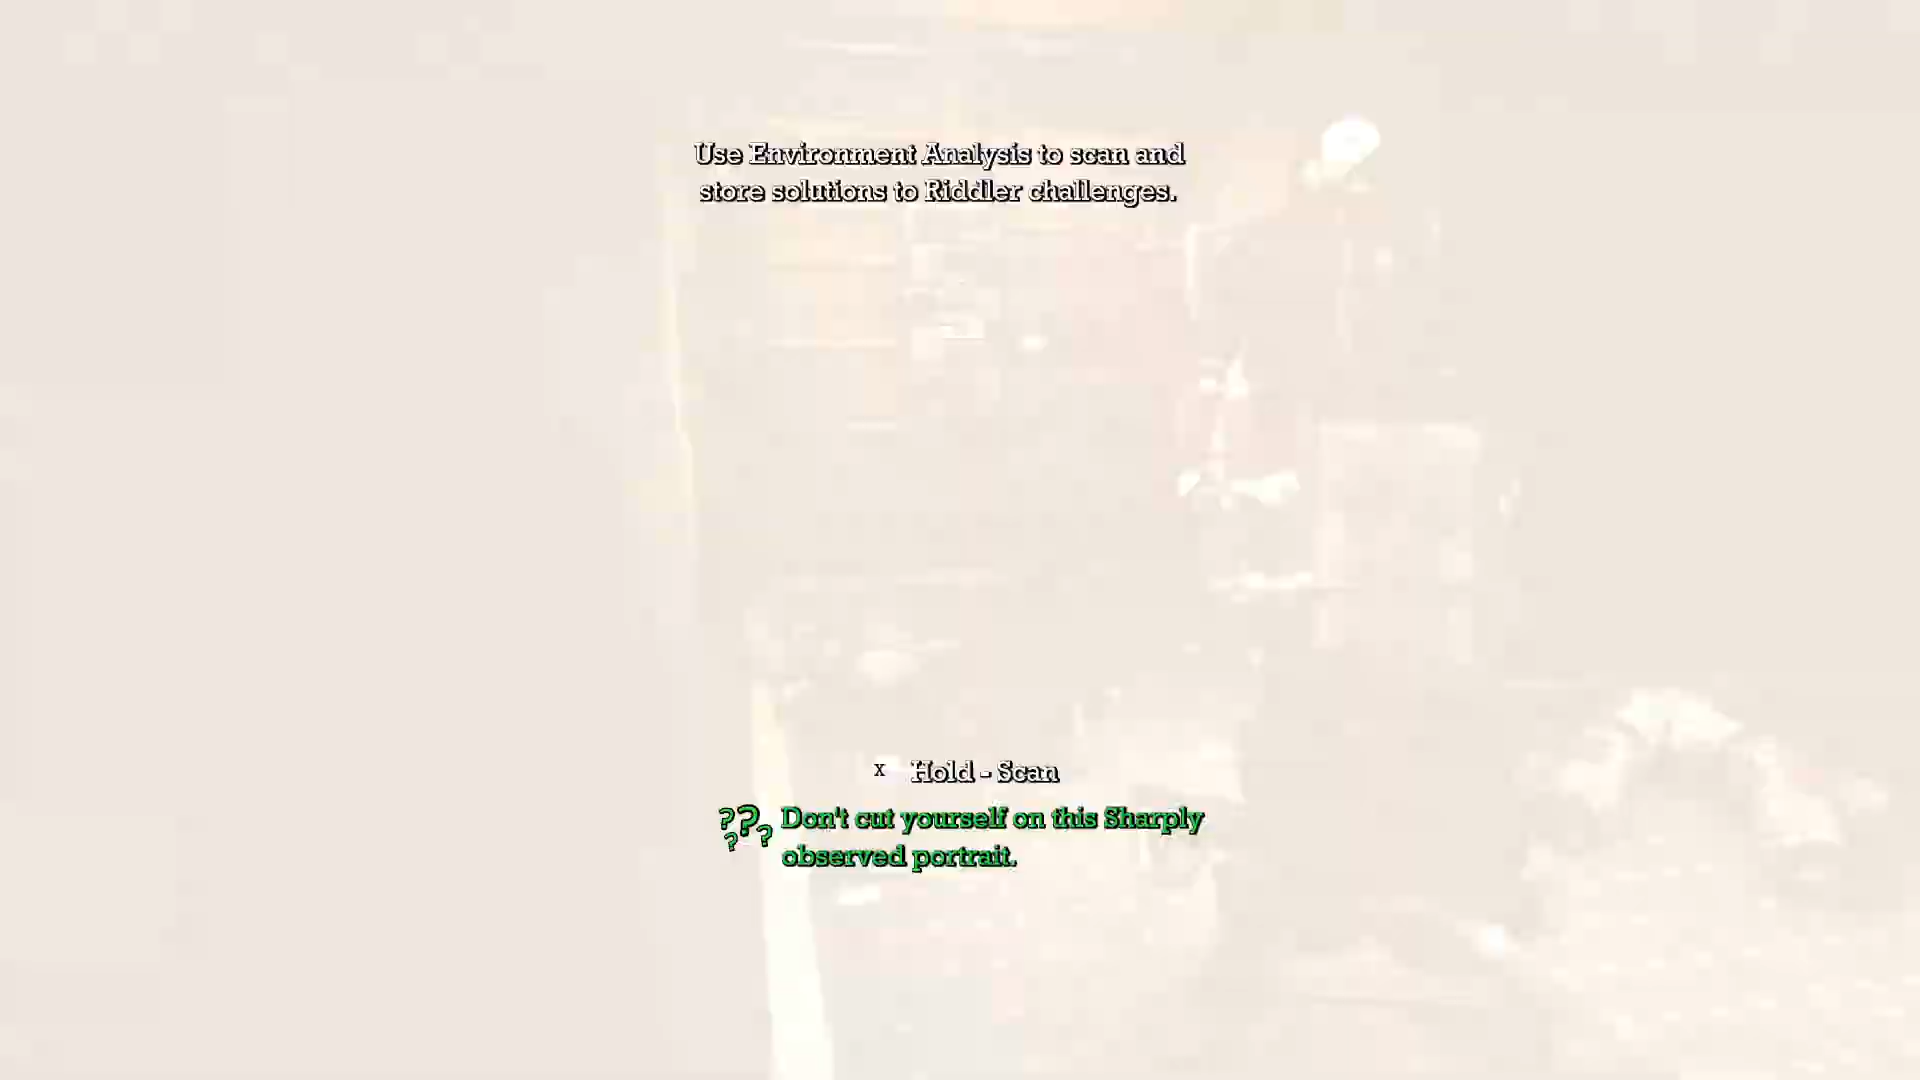 Use Environment Analysis to scan and
store solutions to Riddler challenges.
X Hold - Scan
??? Don't cut yourself on this Sharply
? observed portrait.